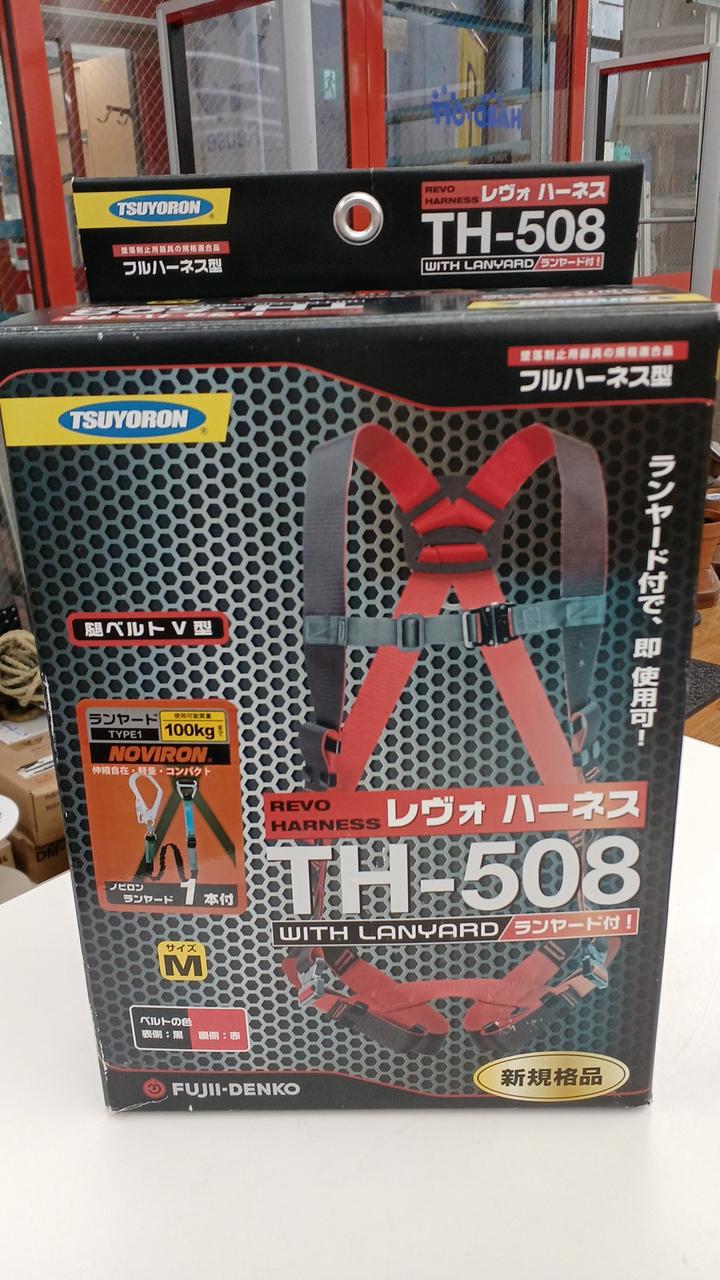 HARD・OFF
TSUYORON
墜落制止用器具の規格適合品
フルハーネス型
REVO
HARNESS
レヴォ ハーネス
TH-508
WITH LANYARD
ランヤード付!
墜落制止用器具の規格適合品
フルハーネス型
TSUYORON
ランヤード付で、即 使用可!
腿ベルト V 型
ランヤード
TYPE1
使用可能質量
100kg
NOVIRON
伸縮自在・軽量・コンパクト
ノビロン
ランヤード 1 本付
REVO
HARNESS
レヴォ ハーネス
TH-508
WITH LANYARD
ランヤード付!
サイズ
M
ベルトの色
表側:黒
裏側:赤
FUJII-DENKO
新規格品